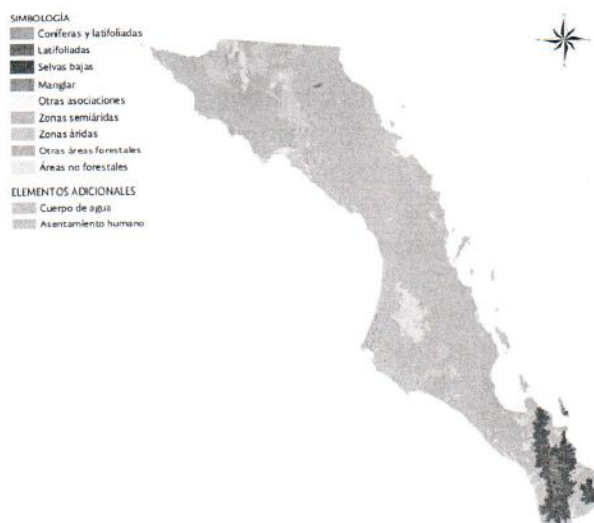 SIMBOLOGÍA
Coníferas y latifoliadas
Latifoliadas
Selvas bajas
Manglar
Otras asociaciones
Zonas semiáridas
Zonas áridas
Otras áreas forestales
Áreas no forestales
ELEMENTOS ADICIONALES
Cuerpo de agua
Asentamiento humano